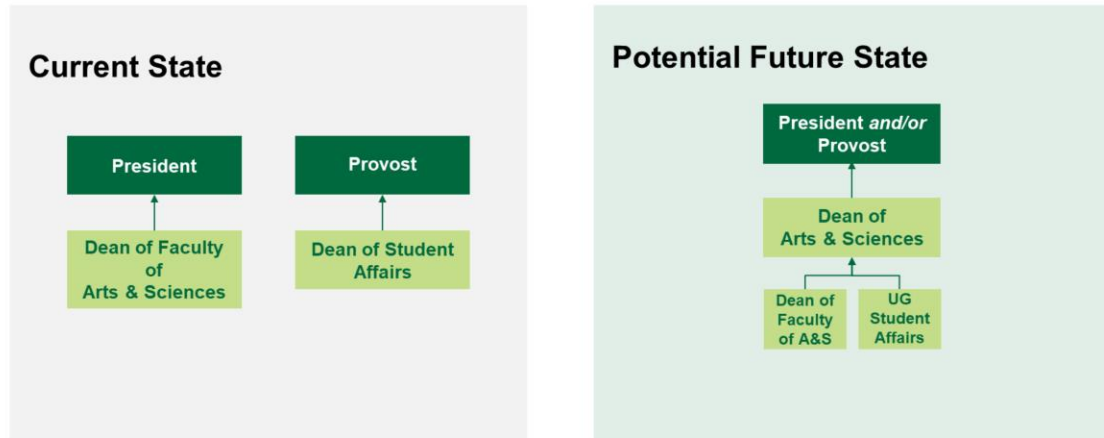 Current State
President
Provost
Dean of Faculty
of
Arts & Sciences
Dean of Student
Affairs
Potential Future State
President and/or
Provost
Dean of
Arts & Sciences
Dean of
Faculty
of A&S
UG
Student
Affairs